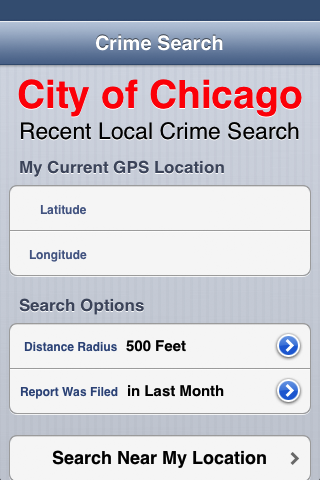 Crime Search
City of Chicago
Recent Local Crime Search
My Current GPS Location
Latitude
Longitude
Search Options
Distance Radius 500 Feet
Report Was Filed in Last Month
Search Near My Location